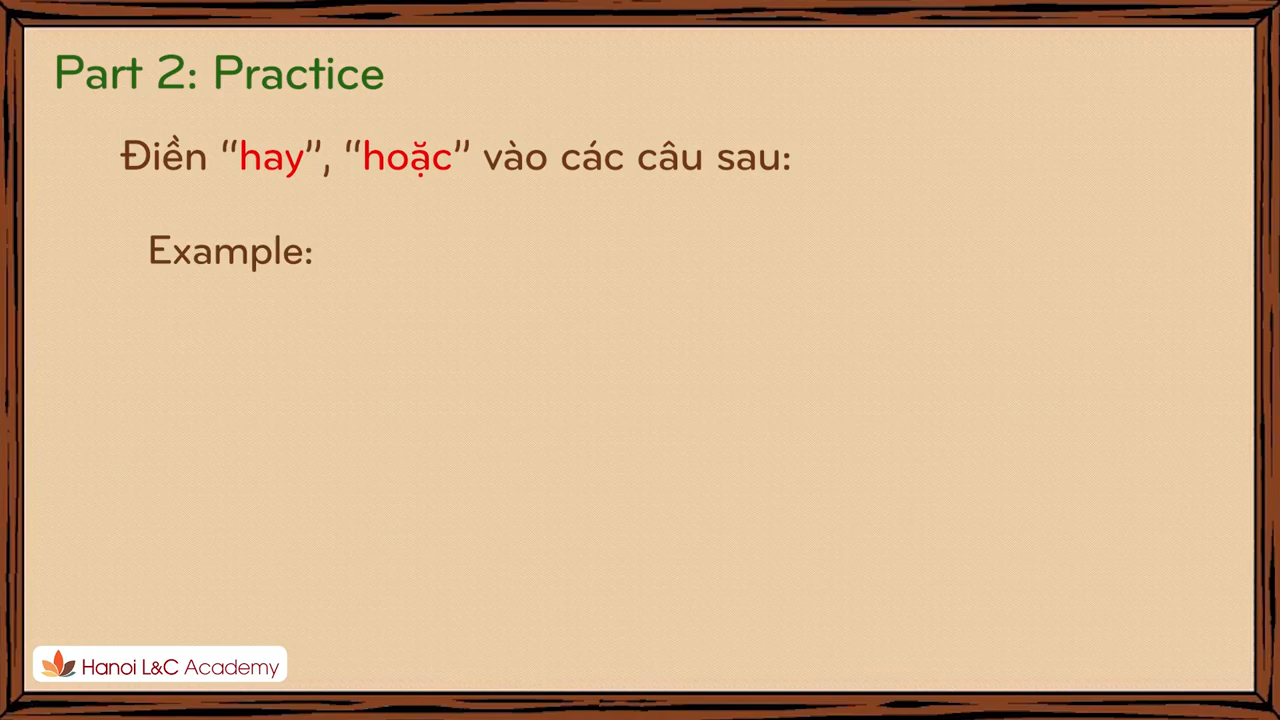 Part 2: Practice
Điền “hay”, “hoặc” vào các câu sau:
Example:
Hanoi L&C Academy